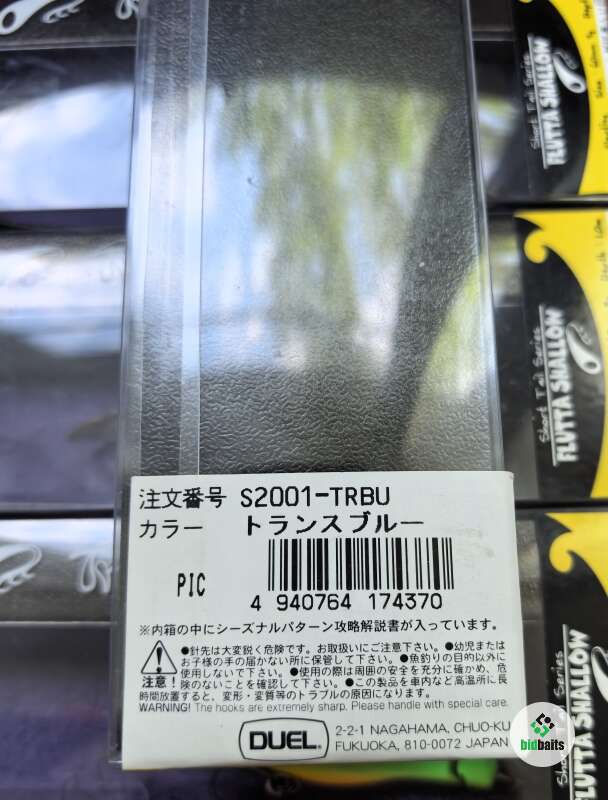 Short Tail Series
FLUTTA SHALLOW
Short Tail Series
FLUTTA SHALLOW
Series
FLUTTA SHALLOW
注文番号 S2001-TRBU
カラー トランスブルー
PIC
4 940764 174370
※内箱の中にシーズナルパターン攻略解説書が入っています。
注意!
●針先は大変鋭く危険です。お取扱いにご注意下さい。●幼児または
お子様の手の届かない所に保管して下さい。●魚釣りの目的以外に
使用しないで下さい。●使用の際は周囲の安全を充分に確かめ、危
険のないことを確認して下さい。●この製品を車内など高温所に長
時間放置すると、変形・変質等のトラブルの原因になります。
WARNING! The hooks are extremely sharp. Please handle with special care.
DUEL
2-2-1 NAGAHAMA, CHUO-KU
FUKUOKA, 810-0072 JAPAN
bidbaits